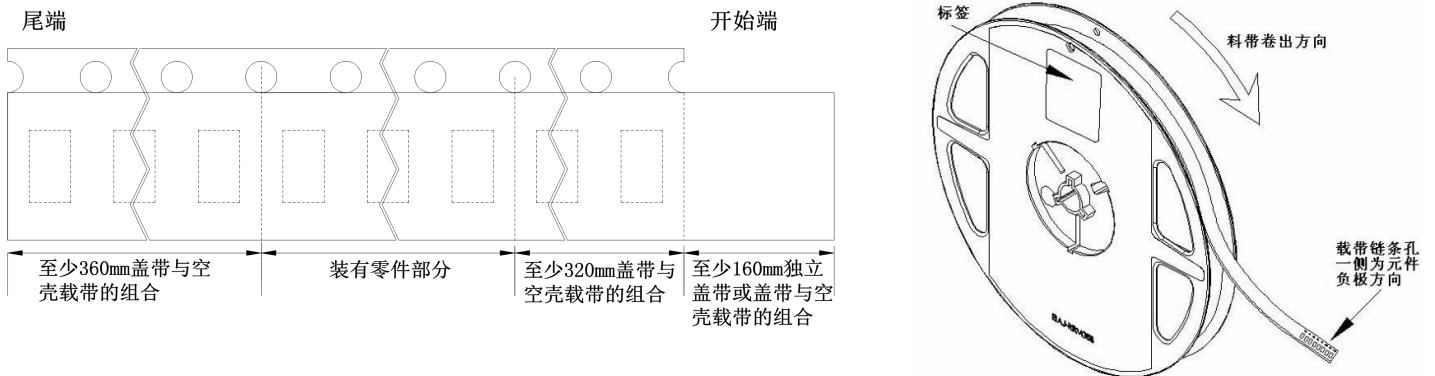 尾端
开始端
至少360mm盖带与空
壳载带的组合
装有零件部分
至少320mm盖带与
空壳载带的组合
至少160mm独立
盖带或盖带与空
壳载带的组合
标签
料带卷出方向
载带链条孔
一侧为元件
负极方向